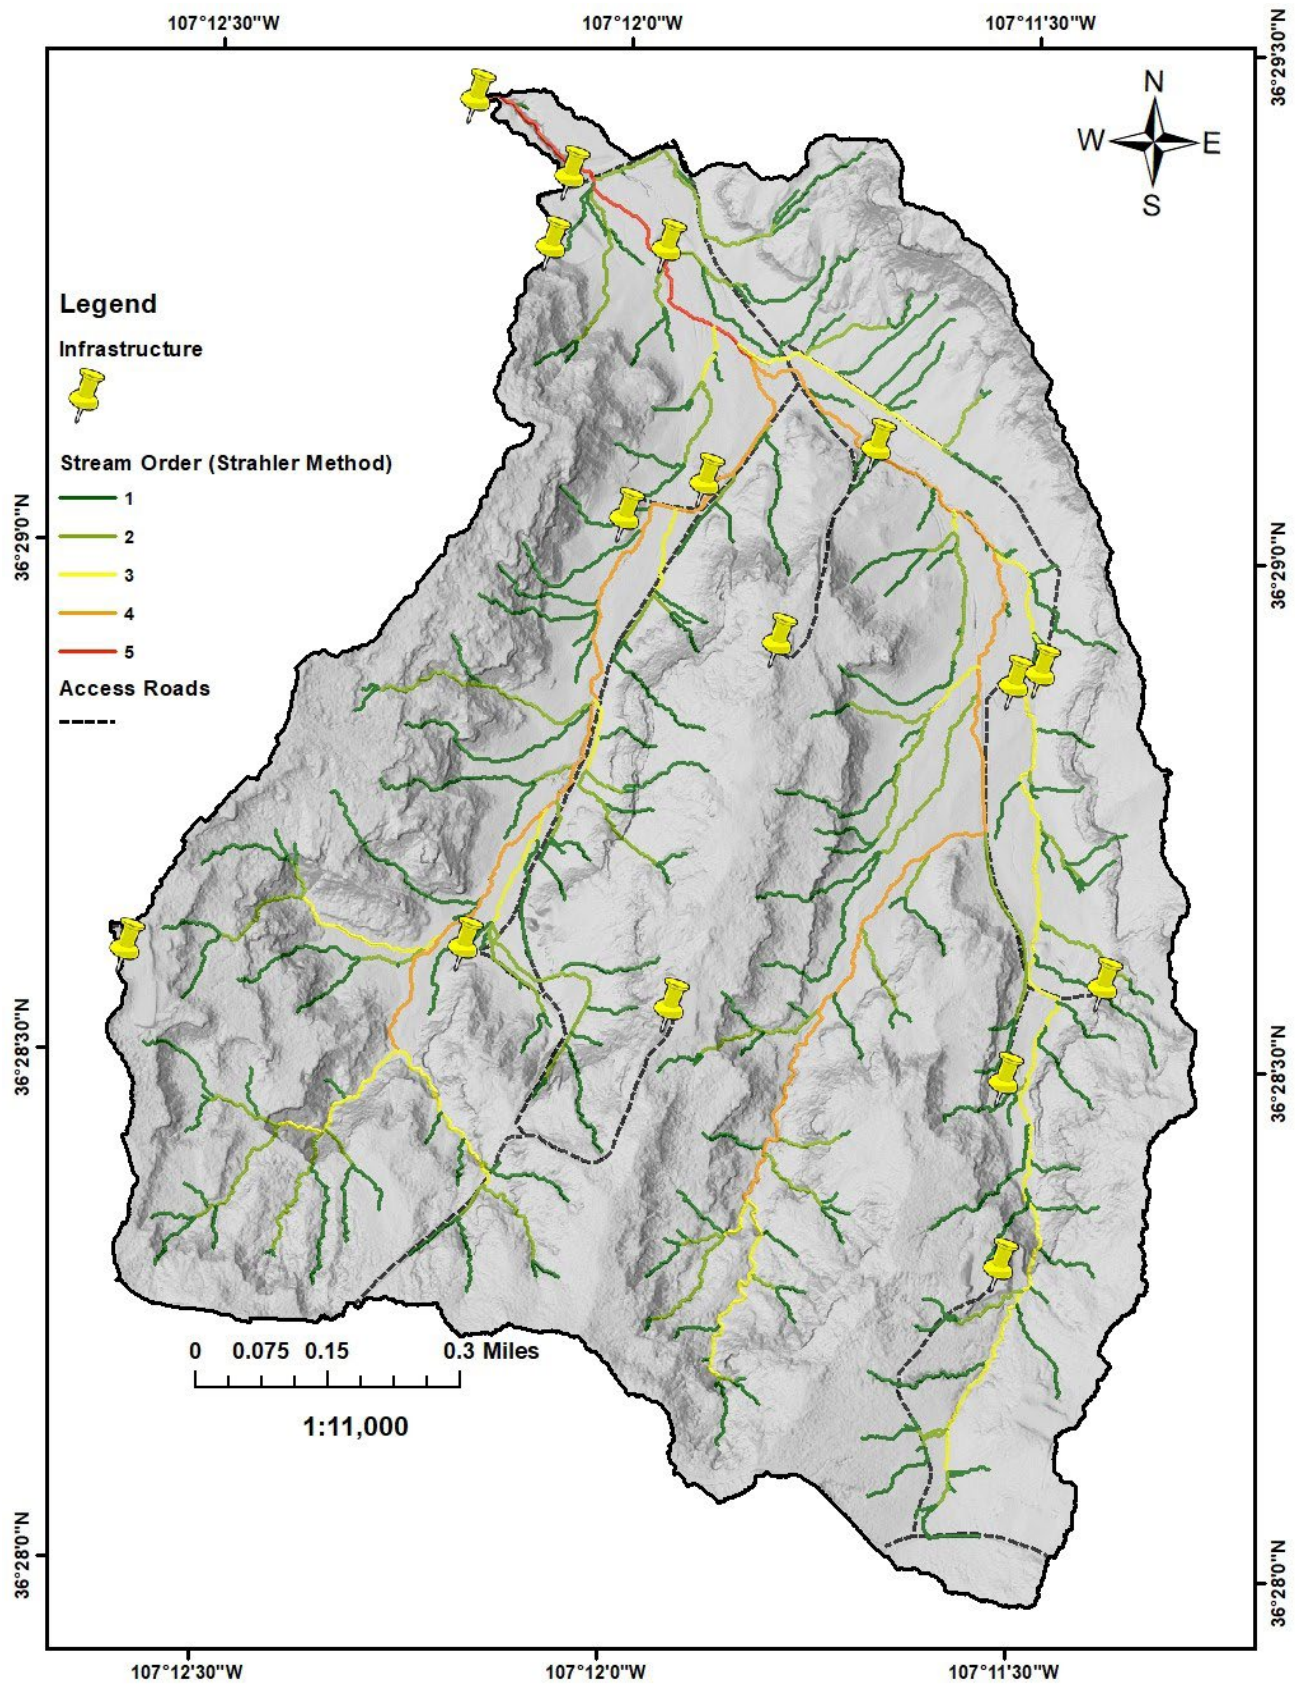 107°12'30"W 107°12'0"W 107°11'30"W
36°29'30"N
N
W E
S
Legend
Infrastructure
Stream Order (Strahler Method)
1
2
3
4
5
Access Roads
36°29'0"N 36°29'0"N
36°28'30"N 36°28'30"N
0 0.075 0.15 0.3 Miles
1:11,000
36°28'0"N 36°28'0"N
107°12'30"W 107°12'0"W 107°11'30"W